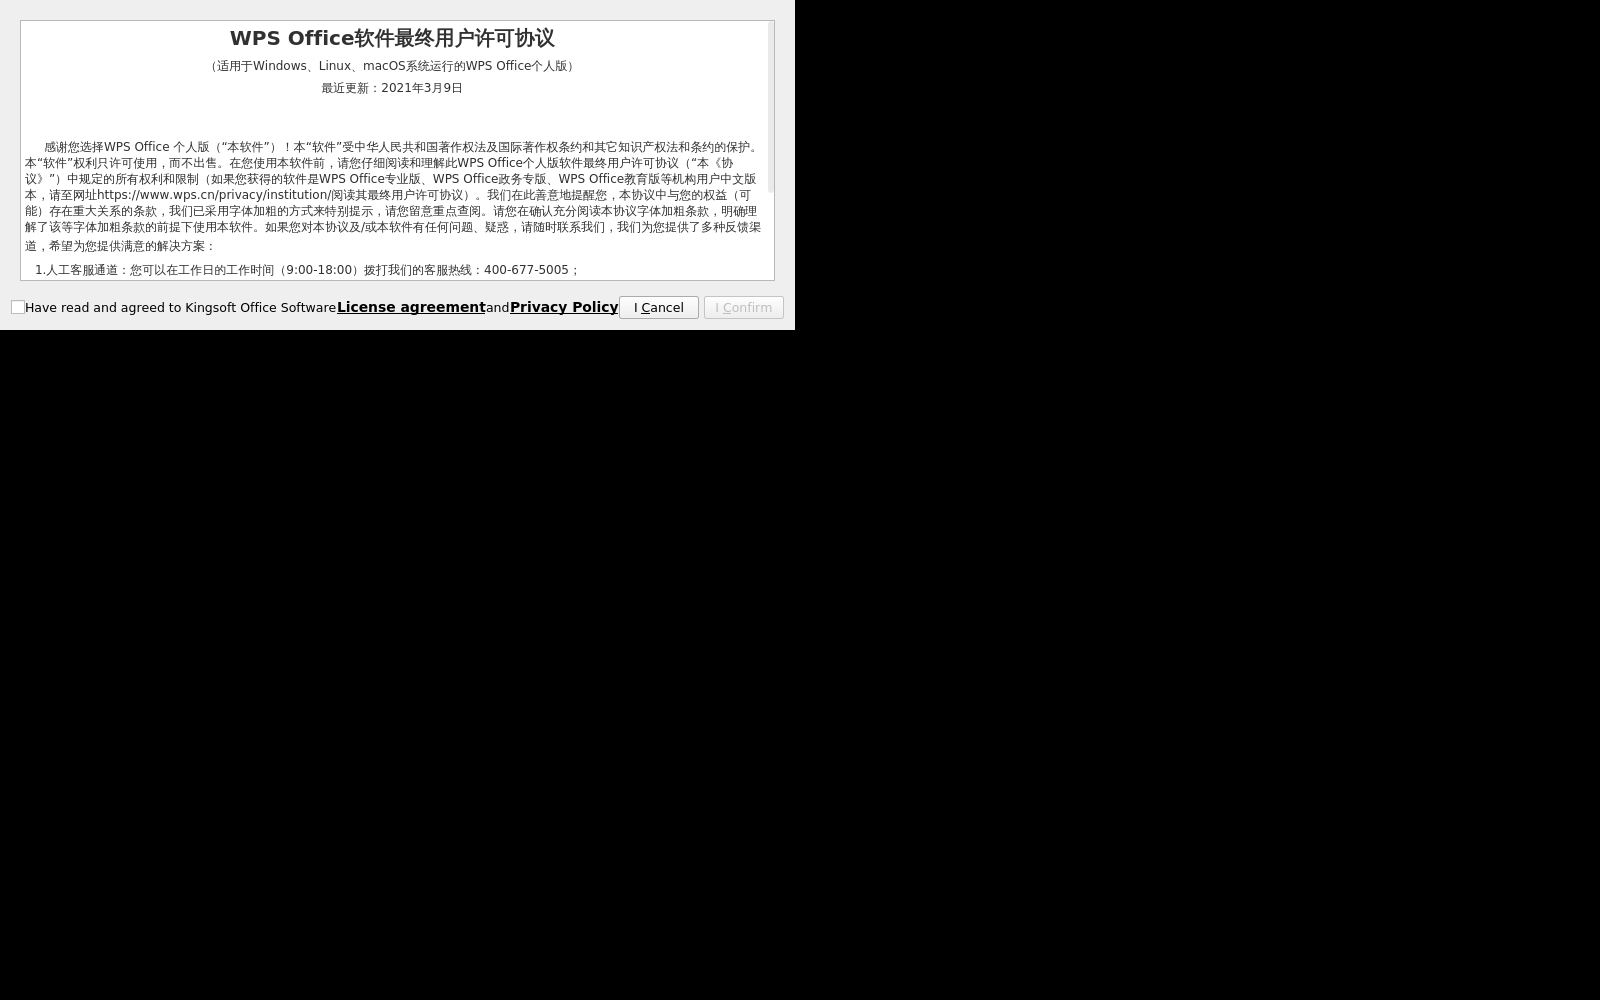 WPS Office软件最终用户许可协议
（适用于Windows、Linux、macOS系统运行的WPS Office个人版）
最近更新：2021年3月9日
感谢您选择WPS Office 个人版（“本软件”）！本“软件”受中华人民共和国著作权法及国际著作权条约和其它知识产权法和条约的保护。
本“软件”权利只许可使用，而不出售。在您使用本软件前，请您仔细阅读和理解此WPS Office个人版软件最终用户许可协议（“本《协
议》”）中规定的所有权利和限制（如果您获得的软件是WPS Office专业版、WPS Office政务专版、WPS Office教育版等机构用户中文版
本，请至网址https://www.wps.cn/privacy/institution/阅读其最终用户许可协议）。我们在此善意地提醒您，本协议中与您的权益（可
能）存在重大关系的条款，我们已采用字体加粗的方式来特别提示，请您留意重点查阅。请您在确认充分阅读本协议字体加粗条款，明确理
解了该等字体加粗条款的前提下使用本软件。如果您对本协议及/或本软件有任何问题、疑惑，请随时联系我们，我们为您提供了多种反馈渠
道，希望为您提供满意的解决方案：
1.人工客服通道：您可以在工作日的工作时间（9:00-18:00）拨打我们的客服热线：400-677-5005；
Have read and agreed to Kingsoft Office SoftwareLicense agreementandPrivacy Policy I Cancel I Confirm